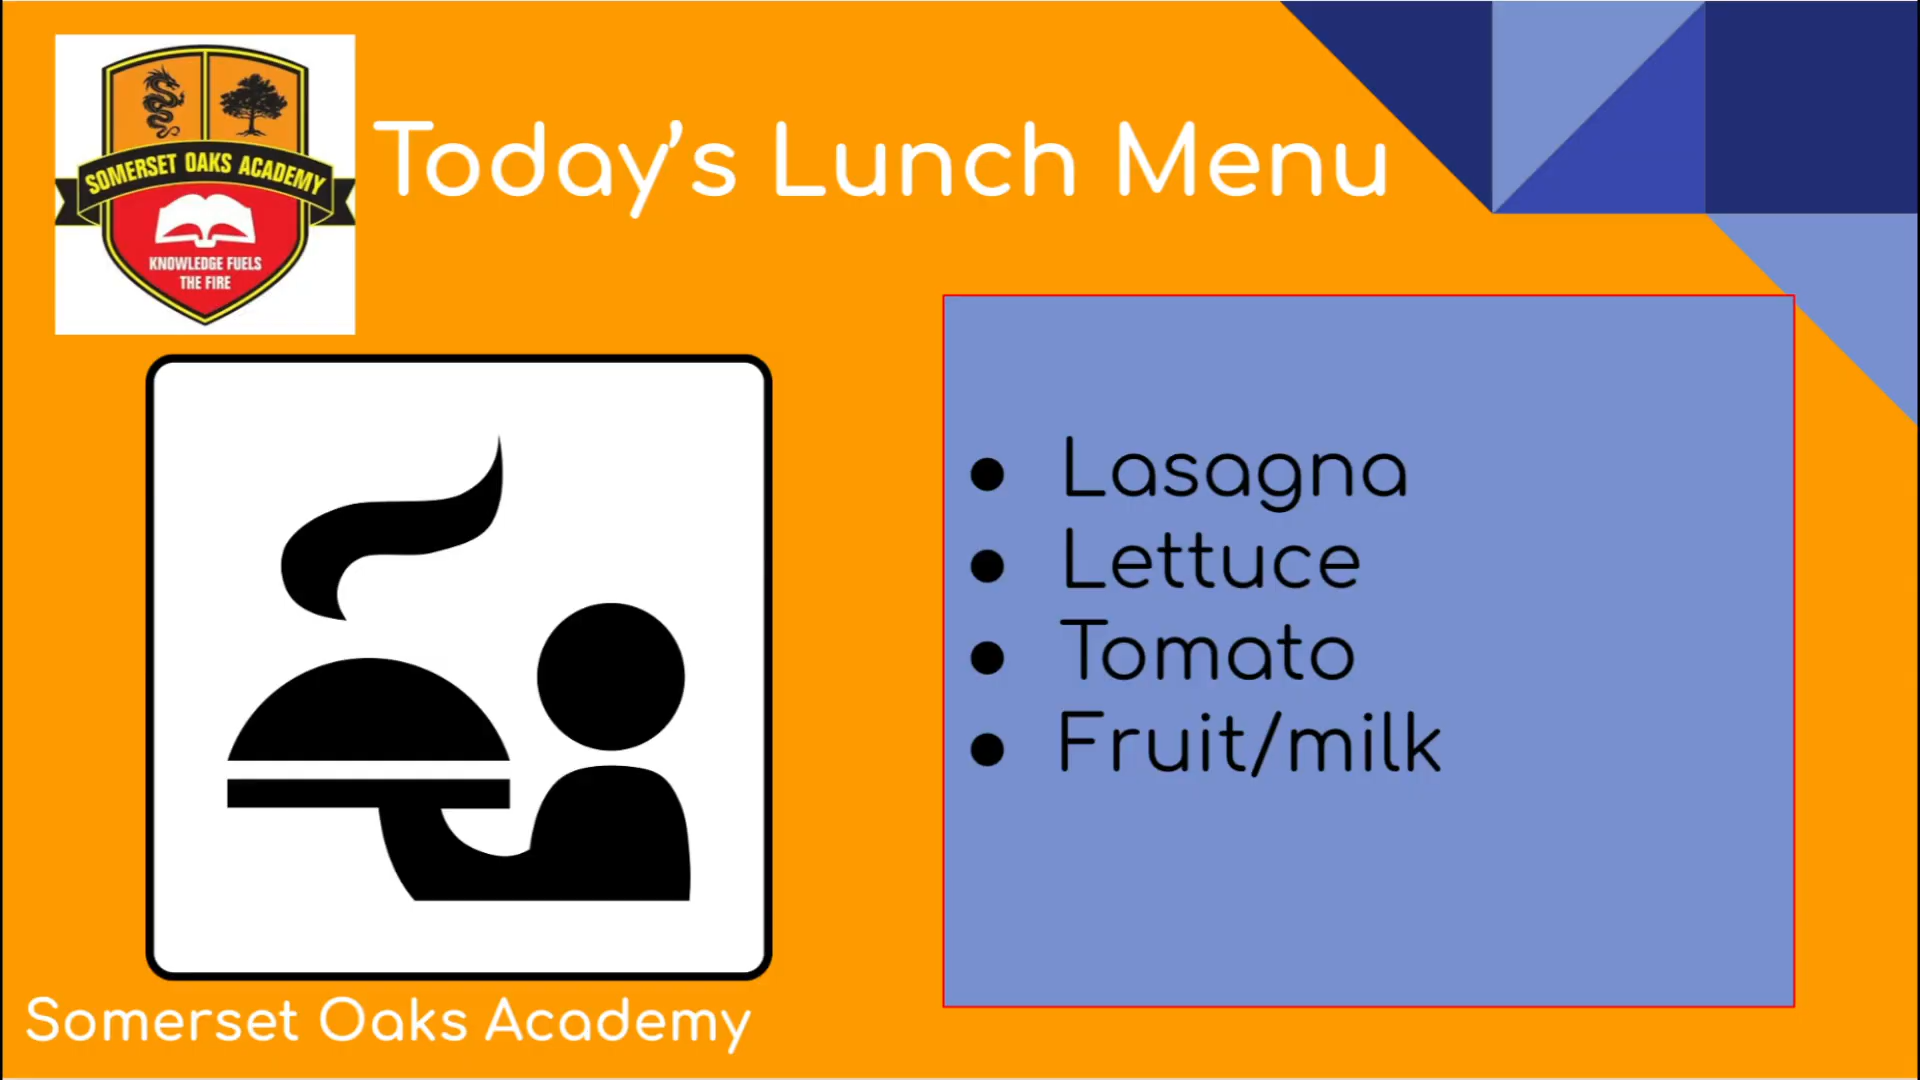 SOMERSET OAKS ACADEMY
KNOWLEDGE FUELS
THE FIRE
Today's Lunch Menu
● Lasagna
● Lettuce
● Tomato
● Fruit/milk
Somerset Oaks Academy